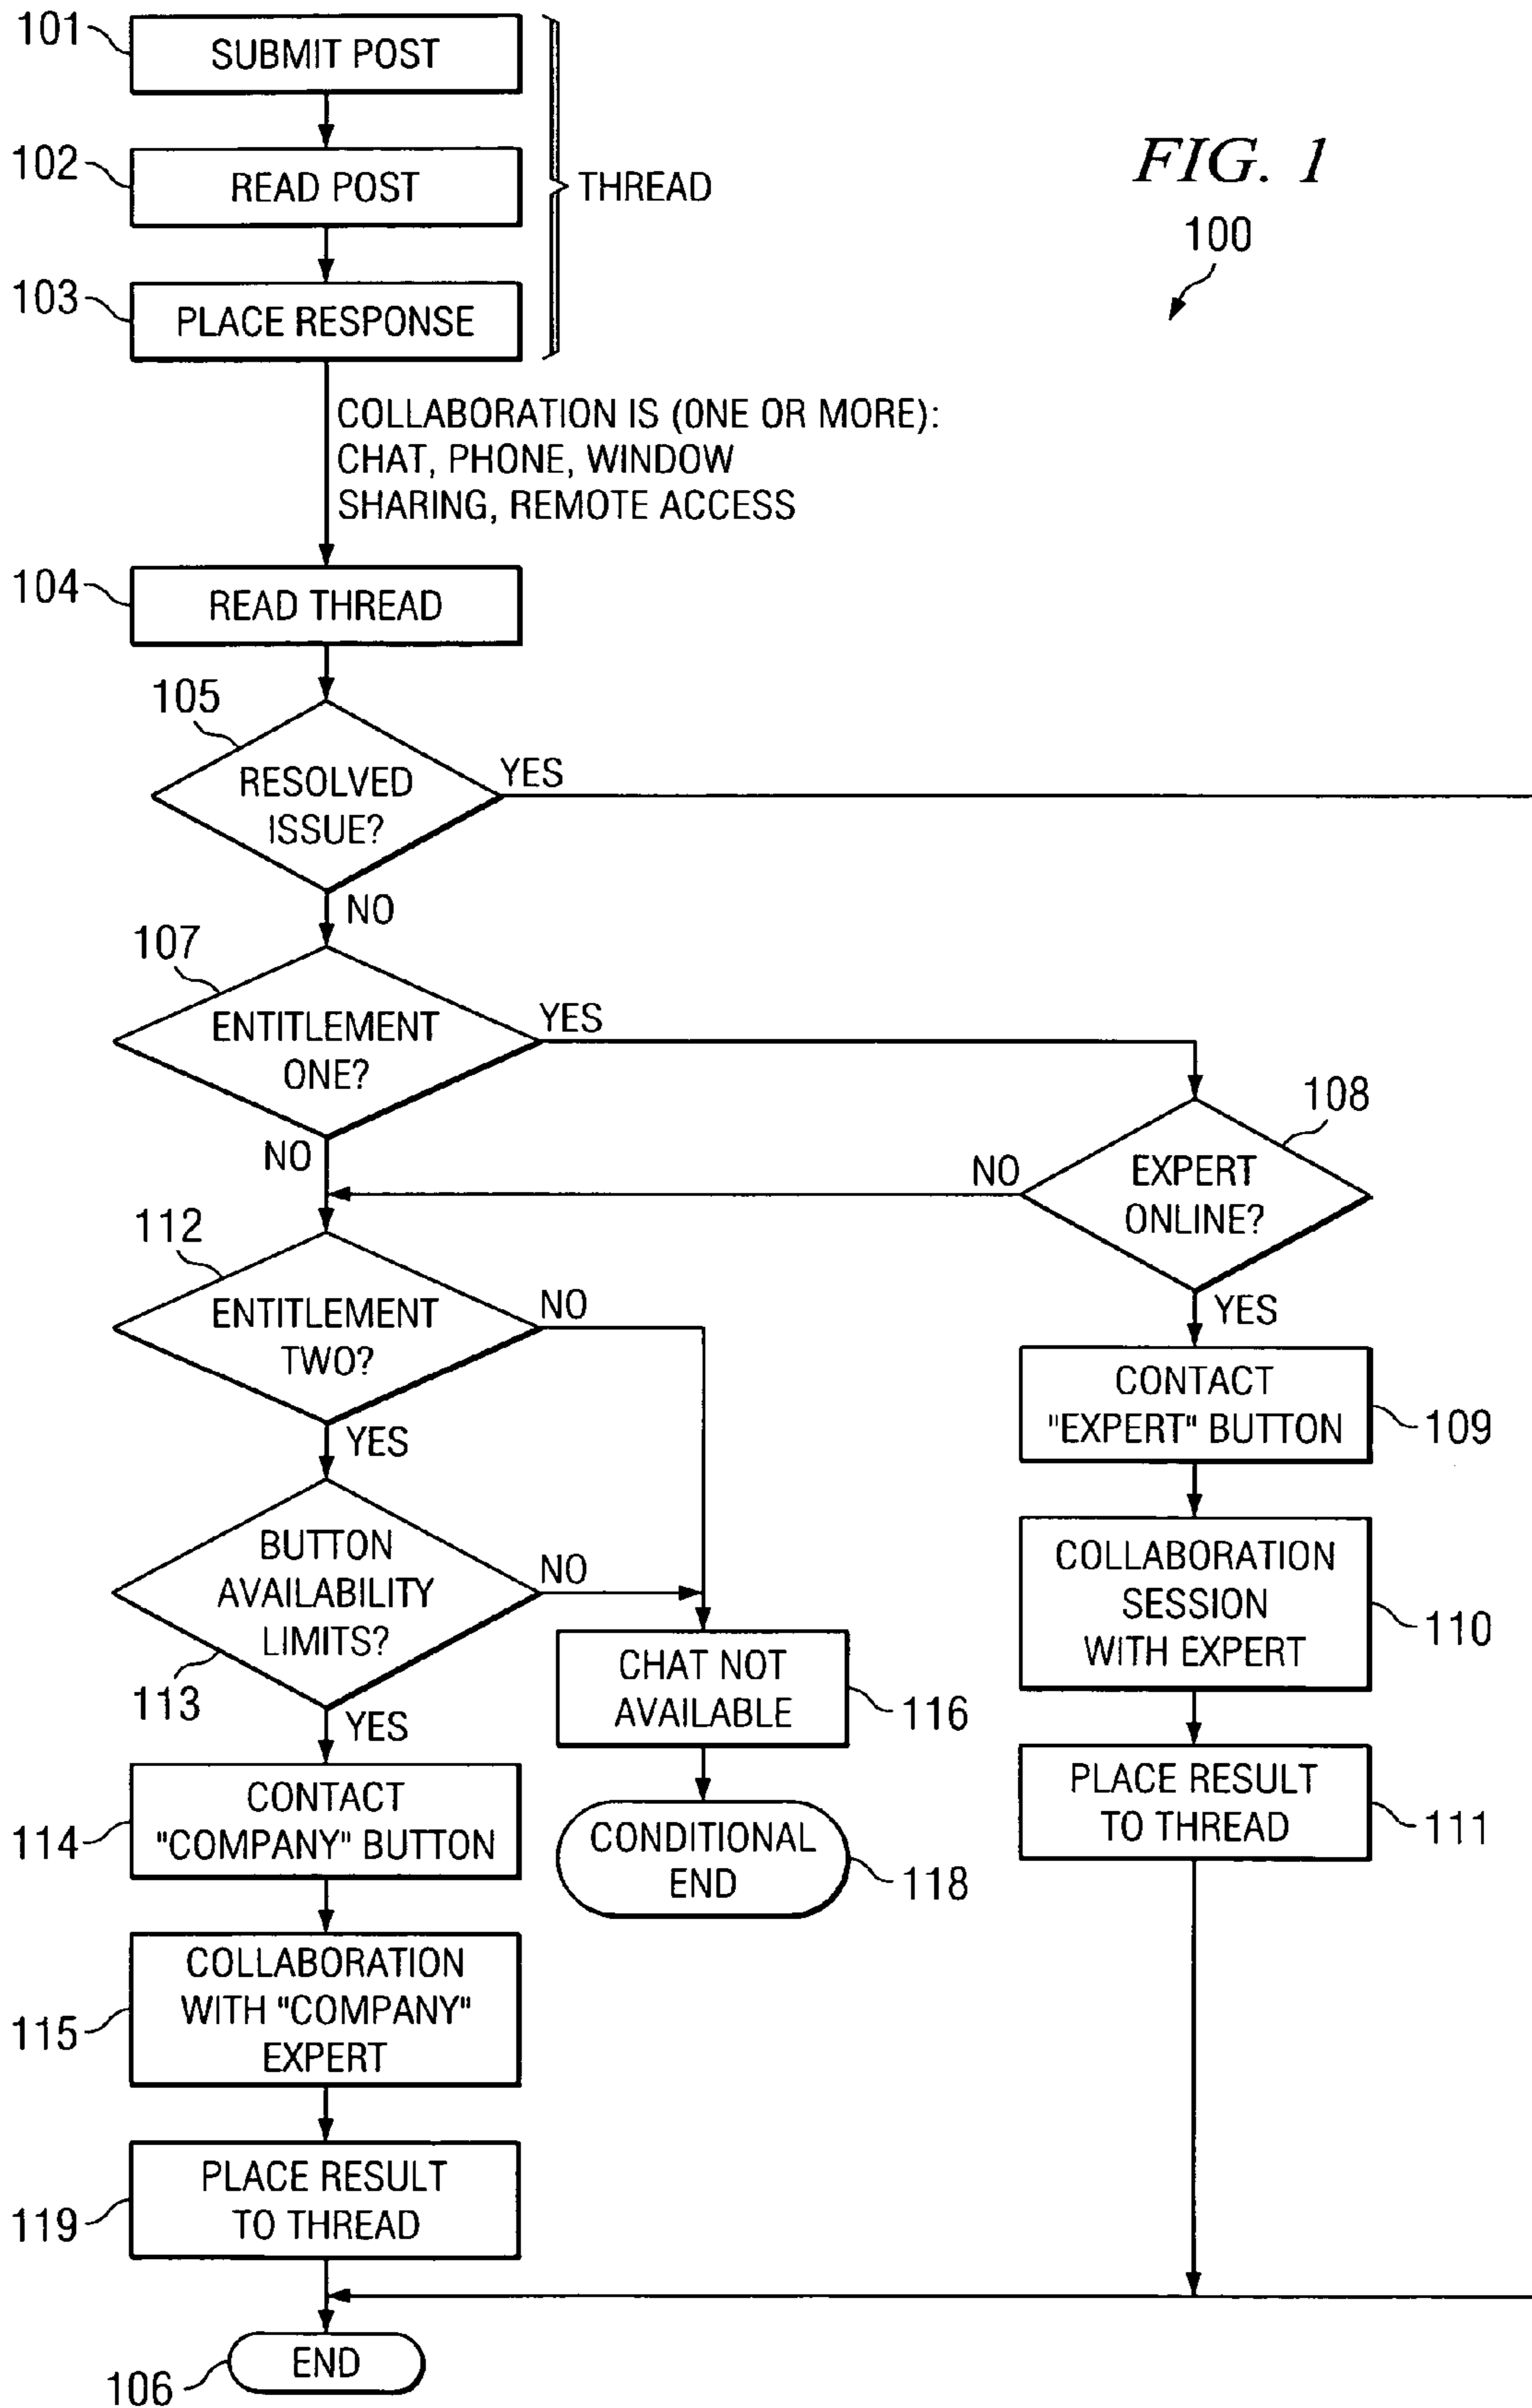 101
SUBMIT POST
102
READ POST
THREAD
FIG. 1
100
103
PLACE RESPONSE
COLLABORATION IS (ONE OR MORE):
CHAT, PHONE, WINDOW
SHARING, REMOTE ACCESS
104
READ THREAD
105
RESOLVED
ISSUE?
YES
NO
107
ENTITLEMENT
ONE?
YES
NO
108
EXPERT
ONLINE?
NO
YES
112
ENTITLEMENT
TWO?
NO
YES
CONTACT
"EXPERT" BUTTON
109
BUTTON
AVAILABILITY
LIMITS?
NO
113
YES
COLLABORATION
SESSION
WITH EXPERT
110
CHAT NOT
AVAILABLE
116
CONTACT
"COMPANY" BUTTON
114
CONDITIONAL
END
118
PLACE RESULT
TO THREAD
111
COLLABORATION
WITH "COMPANY"
EXPERT
115
PLACE RESULT
TO THREAD
119
END
106